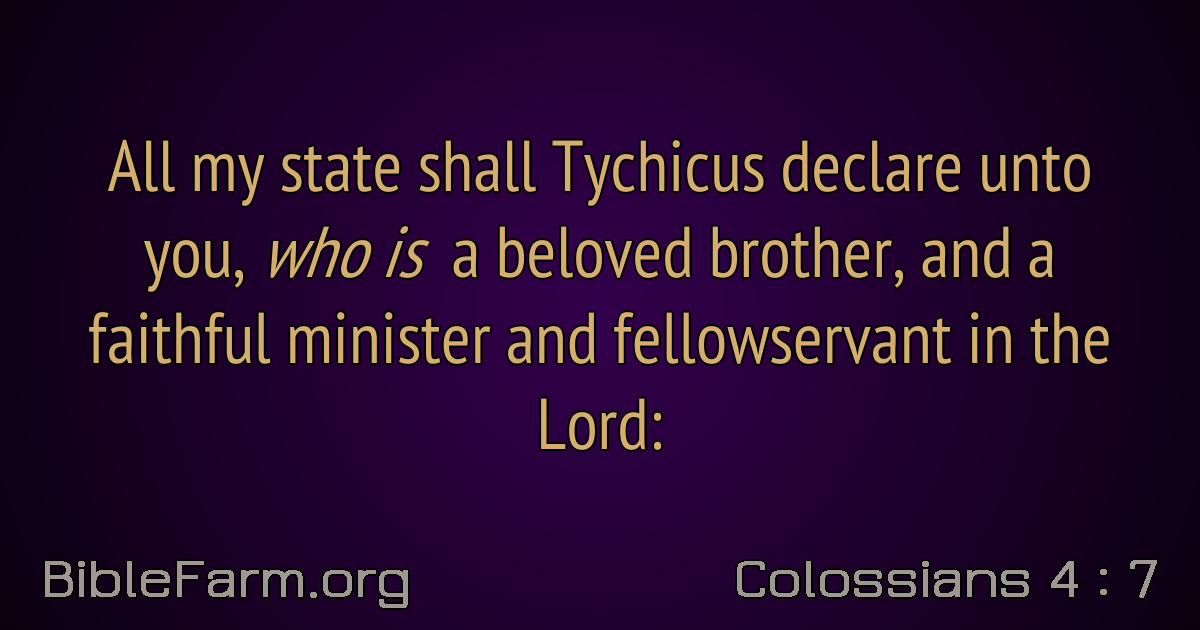 All my state shall Tychicus declare unto
you, who is a beloved brother, and a
faithful minister and fellowservant in the
Lord:
BibleFarm.org
Colossians 4 : 7